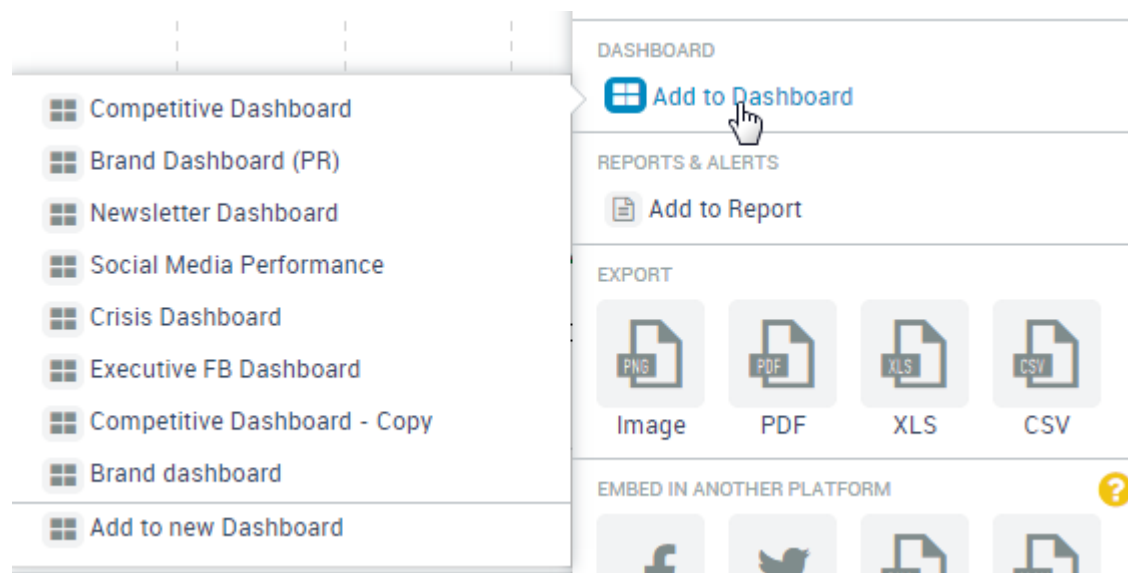 Competitive Dashboard
Brand Dashboard (PR)
Newsletter Dashboard
Social Media Performance
Crisis Dashboard
Executive FB Dashboard
Competitive Dashboard - Copy
Brand dashboard
Add to new Dashboard
DASHBOARD
Add to Dashboard
REPORTS & ALERTS
Add to Report
EXPORT
PNG PDF XLS CSV
Image PDF XLS CSV
EMBED IN ANOTHER PLATFORM
?